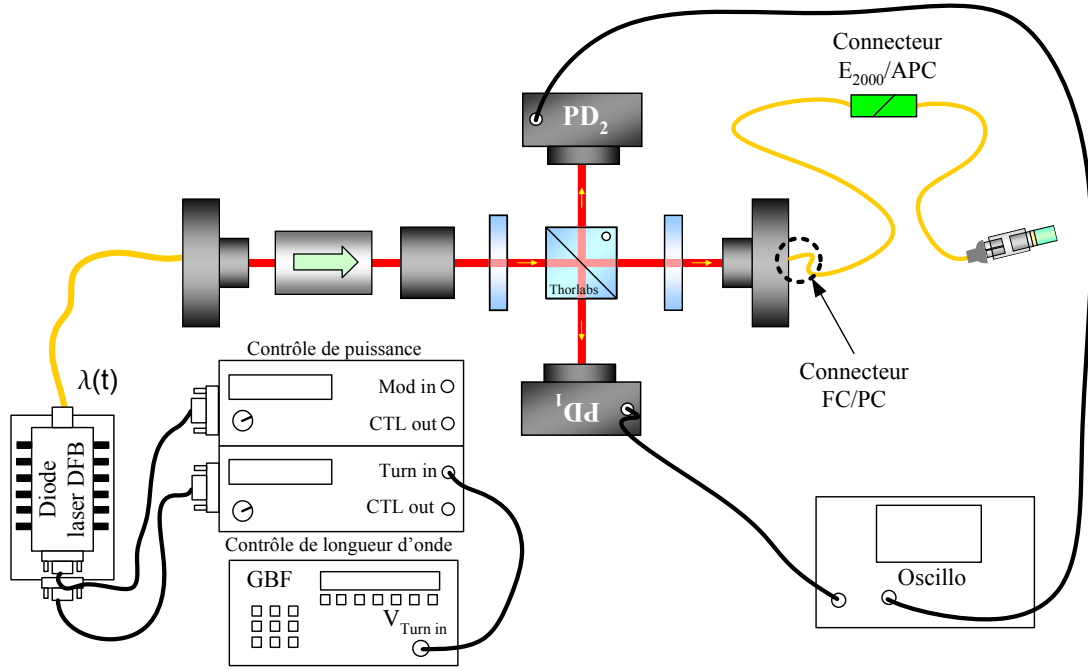 Connecteur
E2000/APC
PD2
Thorlabs
PD1
Connecteur
FC/PC
λ(t)
Contrôle de puissance
Mod in
CTL out
Turn in
CTL out
Contrôle de longueur d'onde
Diode
laser DFB
GBF
VTurn in
Oscillo